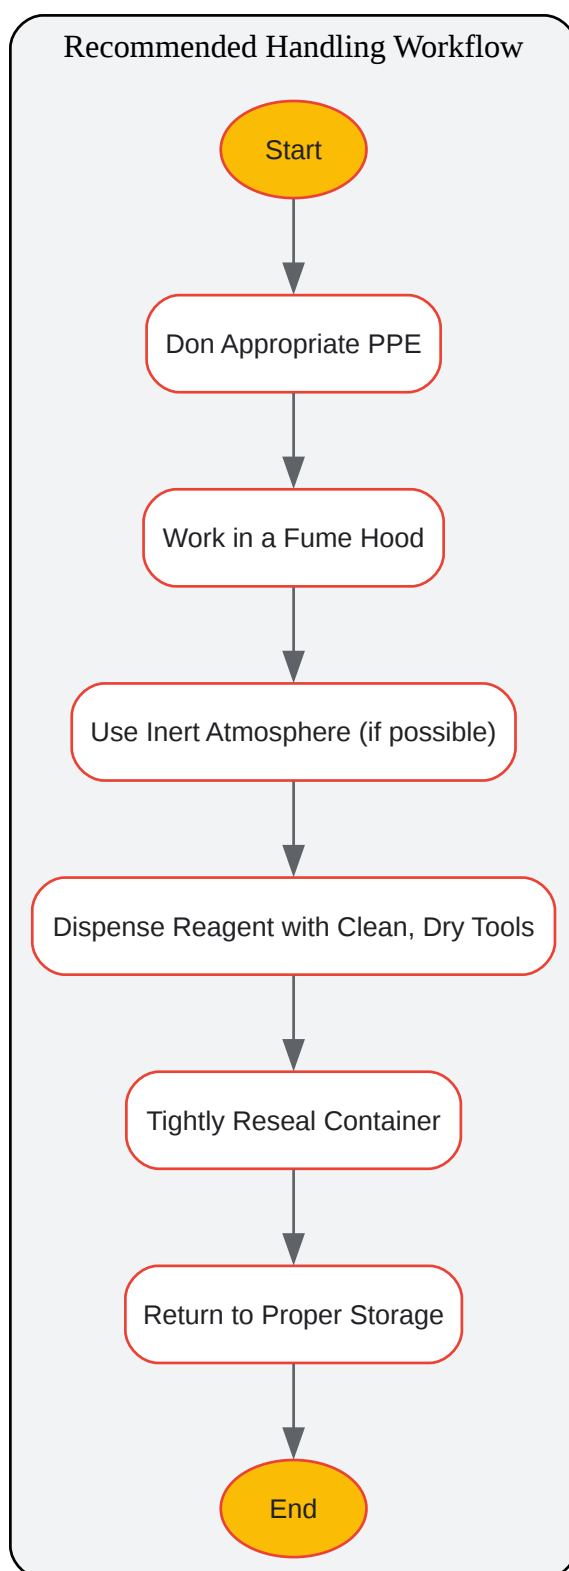 Recommended Handling Workflow
Start
Don Appropriate PPE
Work in a Fume Hood
Use Inert Atmosphere (if possible)
Dispense Reagent with Clean, Dry Tools
Tightly Reseal Container
Return to Proper Storage
End